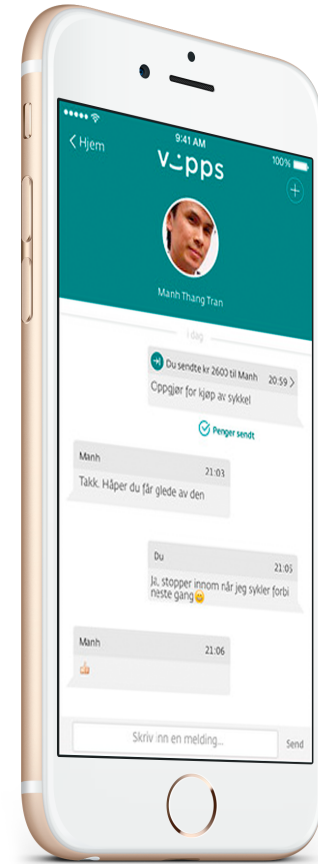 9:41 AM
100%
Hjem
vipps
Manh Thang Tran
i dag
Du sendte kr 2600 til Manh 20:59
Oppgjør for kjøp av sykkel
Penger sendt
Manh 21:03
Takk. Håper du får glede av den
Du 21:05
Ja, stopper innom når jeg sykler forbi
neste gang😊
Manh 21:06
👍
Skriv inn en melding... Send